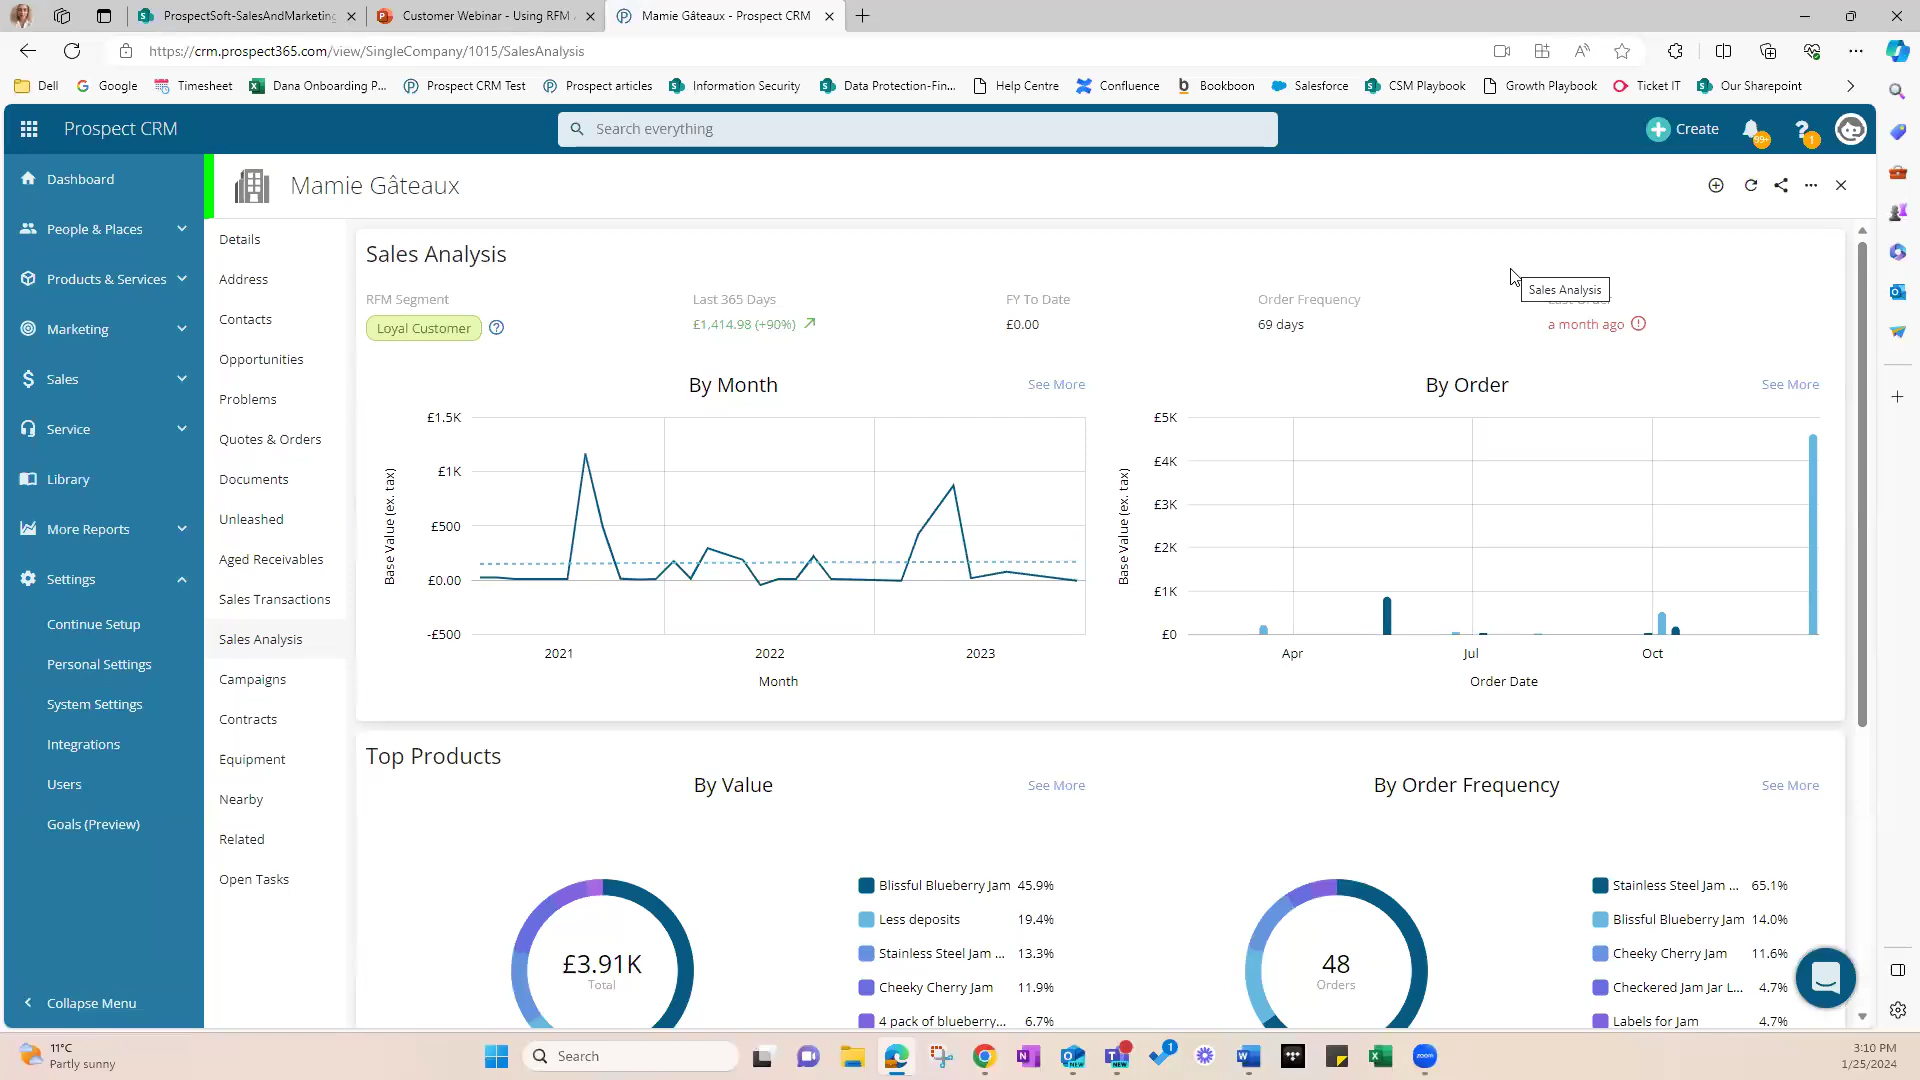 ProspectSoft-SalesAndMarketing
Customer Webinar - Using RFM
Mamie Gâteaux - Prospect CRM
https://crm.prospect365.com/view/SingleCompany/1015/SalesAnalysis
Dell
Google
Timesheet
Dana Onboarding P...
Prospect CRM Test
Prospect articles
Information Security
Data Protection-Fin...
Help Centre
Confluence
Bookboon
Salesforce
CSM Playbook
Growth Playbook
Ticket IT
Our Sharepoint
Prospect CRM
Search everything
Create
99+
1
Mamie Gâteaux
Dashboard
People & Places
Products & Services
Marketing
Sales
Service
Library
More Reports
Settings
Continue Setup
Personal Settings
System Settings
Integrations
Users
Goals (Preview)
Collapse Menu
Details
Address
Contacts
Opportunities
Problems
Quotes & Orders
Documents
Unleashed
Aged Receivables
Sales Transactions
Sales Analysis
Campaigns
Contracts
Equipment
Nearby
Related
Open Tasks
Sales Analysis
RFM Segment
Loyal Customer
Last 365 Days
£1,414.98 (+90%)
FY To Date
£0.00
Order Frequency
69 days
Sales Analysis
a month ago
By Month
See More
£1.5K
£1K
£500
£0.00
-£500
Base Value (ex. tax)
2021
2022
2023
Month
By Order
See More
£5K
£4K
£3K
£2K
£1K
£0
Base Value (ex. tax)
Apr
Jul
Oct
Order Date
Top Products
By Value
See More
£3.91K
Total
Blissful Blueberry Jam 45.9%
Less deposits 19.4%
Stainless Steel Jam ... 13.3%
Cheeky Cherry Jam 11.9%
4 pack of blueberry... 6.7%
By Order Frequency
See More
48
Orders
Stainless Steel Jam ... 65.1%
Blissful Blueberry Jam 14.0%
Cheeky Cherry Jam 11.6%
Checkered Jam Jar L... 4.7%
Labels for Jam 4.7%
11°C
Partly sunny
Search
1
3:10 PM
1/25/2024